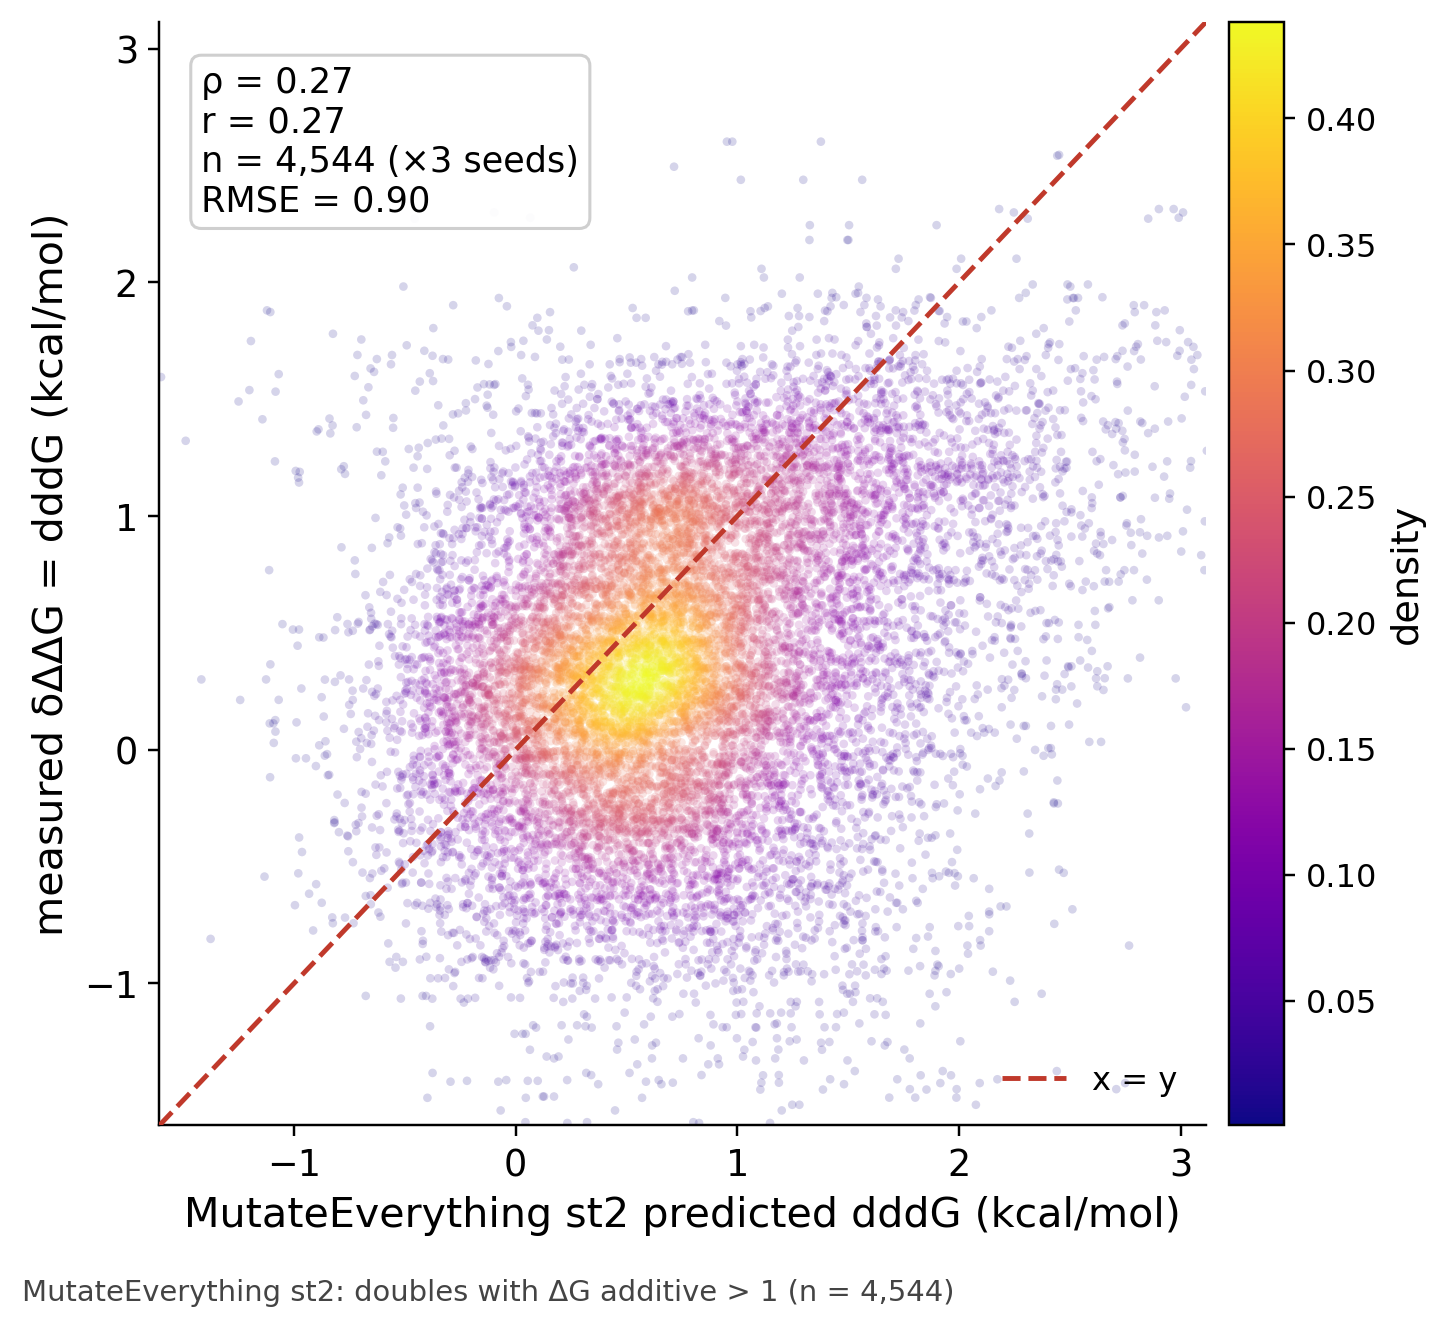 ρ = 0.27
r = 0.27
n = 4,544 (×3 seeds)
RMSE = 0.90
3
2
1
0
−1
measured δΔΔG = dddG (kcal/mol)
−1
0
1
2
3
MutateEverything st2 predicted dddG (kcal/mol)
x = y
0.40
0.35
0.30
0.25
0.20
0.15
0.10
0.05
density
MutateEverything st2: doubles with ΔG additive > 1 (n = 4,544)